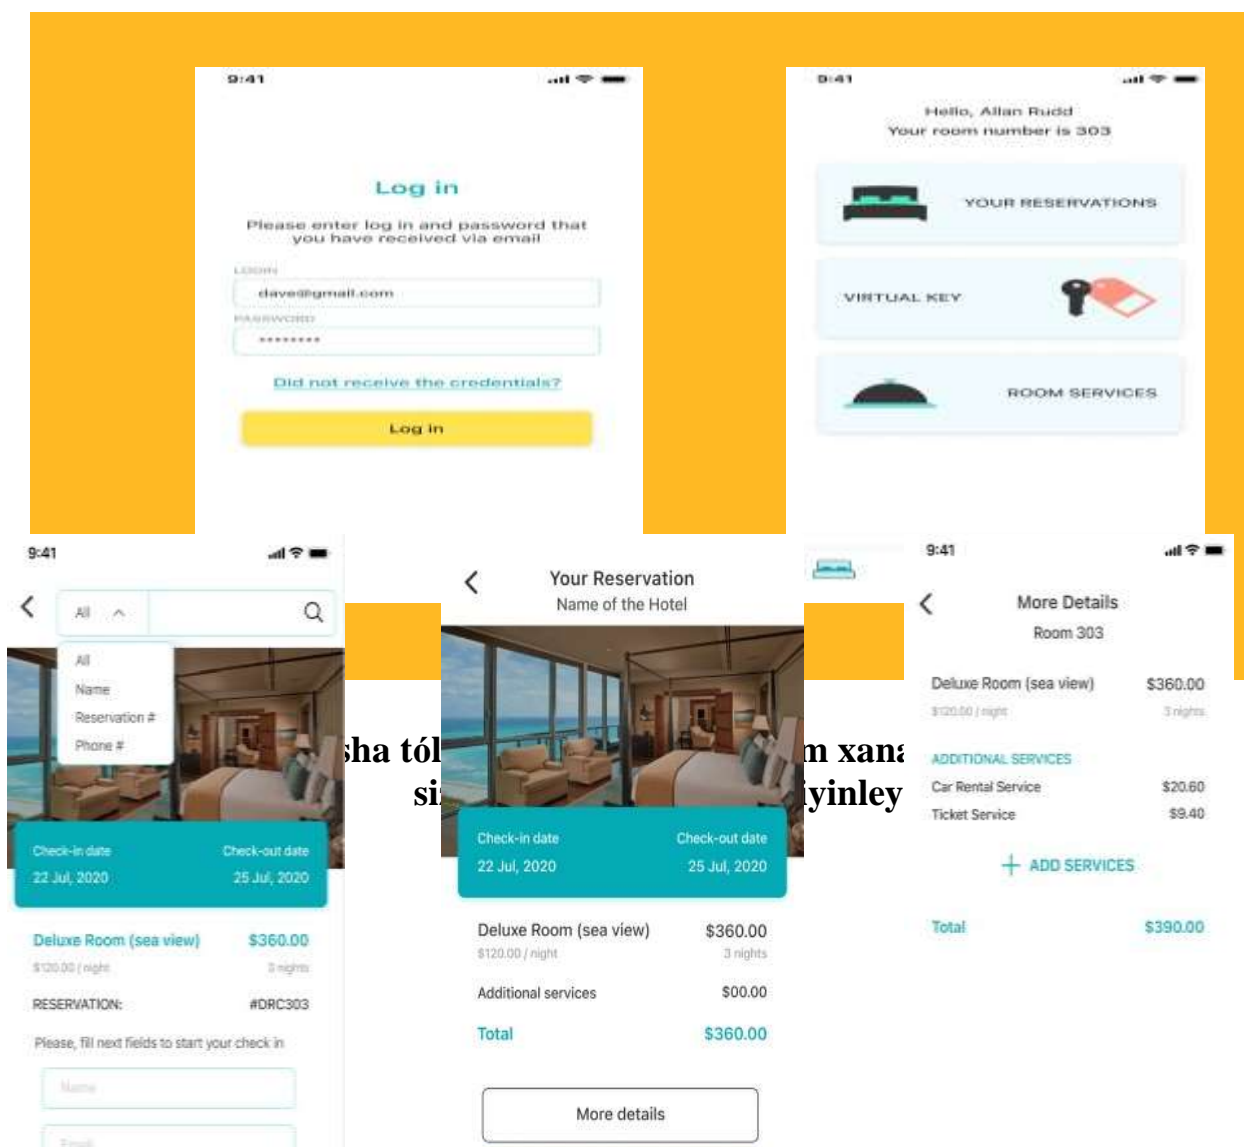 9:41
Log in
Please enter log in and password that
you have received via email
LOGIN
dave@gmail.com
PASSWORD
********
Did not receive the credentials?
Log in
9:41
Hello, Allan Rudd
Your room number is 303
YOUR RESERVATIONS
VIRTUAL KEY
ROOM SERVICES
9:41
All
All
Name
Reservation #
Phone #
Check-in date Check-out date
22 Jul, 2020 25 Jul, 2020
Deluxe Room (sea view) $360.00
$120.00 / night 3 nights
RESERVATION: #DRC303
Please, fill next fields to start your check in
Name
Email
Your Reservation
Name of the Hotel
Check-in date Check-out date
22 Jul, 2020 25 Jul, 2020
Deluxe Room (sea view) $360.00
$120.00 / night 3 nights
Additional services $00.00
Total $360.00
More details
9:41
More Details
Room 303
Deluxe Room (sea view) $360.00
$120.00 / night 3 nights
ADDITIONAL SERVICES
Car Rental Service $20.60
Ticket Service $9.40
+ ADD SERVICES
Total $390.00
sha tól m xana
si iyinley